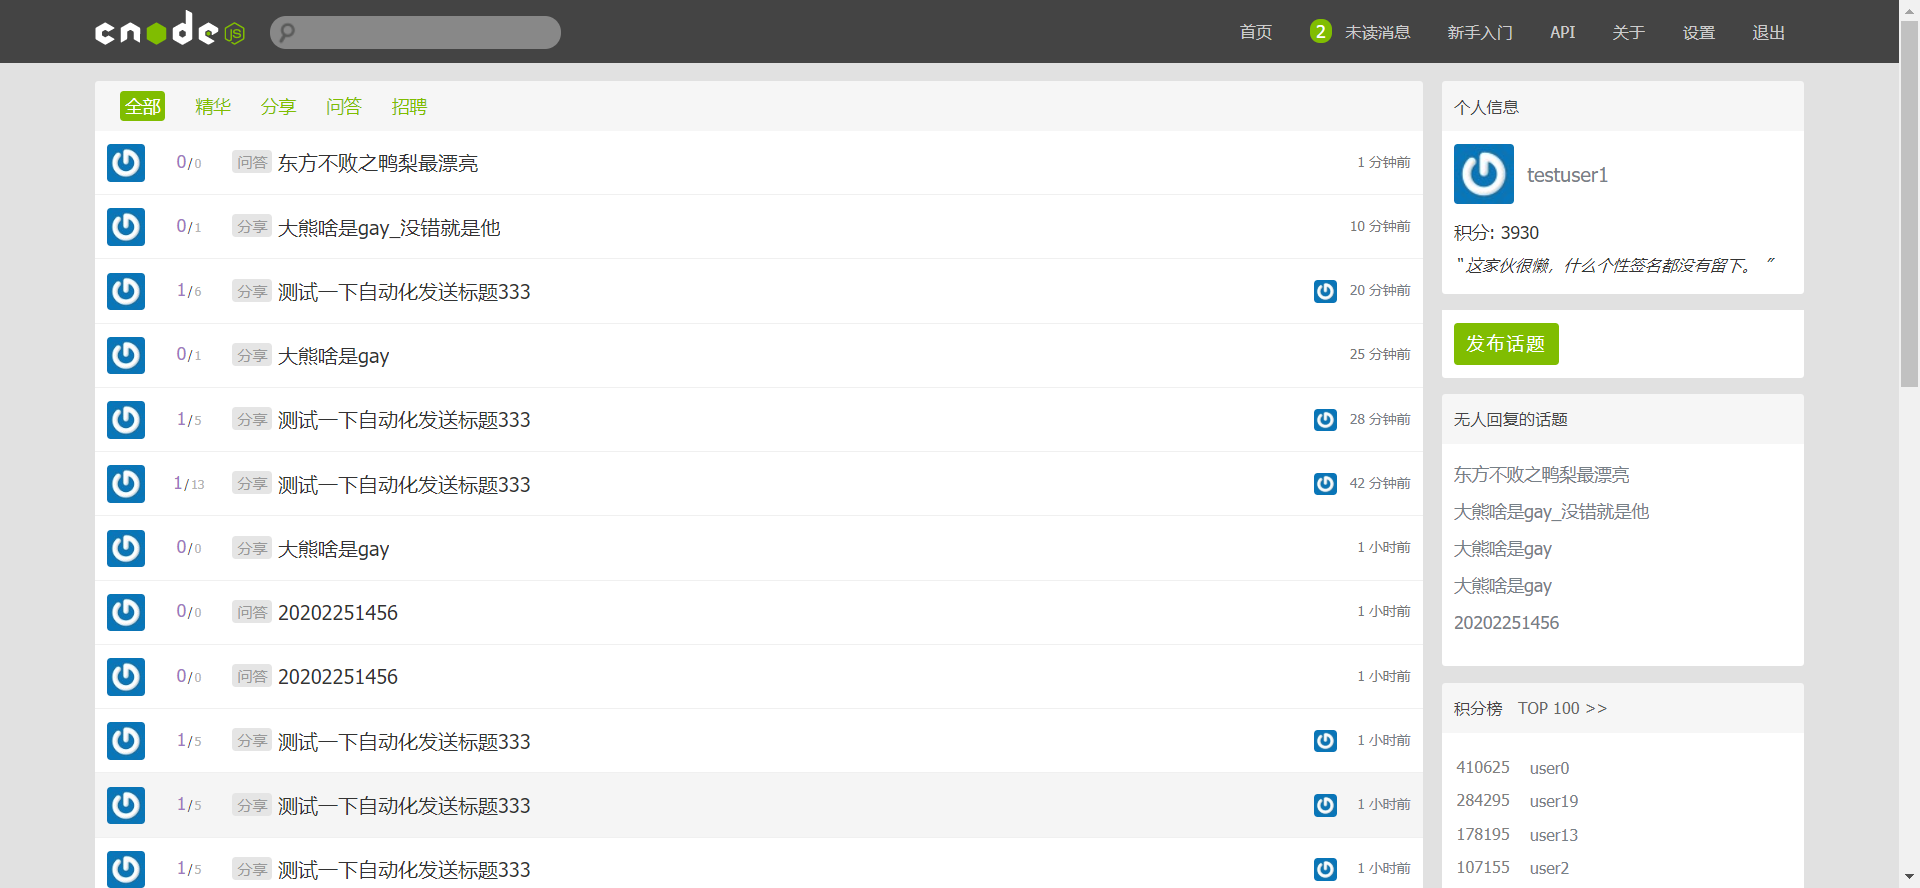 cnode JS
首页 2 未读消息 新手入门 API 关于 设置 退出
全部 精华 分享 问答 招聘
0/0 问答 东方不败之鸭梨最漂亮 1 分钟前
0/1 分享 大熊啥是gay_没错就是他 10 分钟前
1/6 分享 测试一下自动化发送标题333 20 分钟前
0/1 分享 大熊啥是gay 25 分钟前
1/5 分享 测试一下自动化发送标题333 28 分钟前
1/13 分享 测试一下自动化发送标题333 42 分钟前
0/0 分享 大熊啥是gay 1 小时前
0/0 问答 20202251456 1 小时前
0/0 问答 20202251456 1 小时前
1/5 分享 测试一下自动化发送标题333 1 小时前
1/5 分享 测试一下自动化发送标题333 1 小时前
1/5 分享 测试一下自动化发送标题333 1 小时前
个人信息
testuser1
积分: 3930
“ 这家伙很懒，什么个性签名都没有留下。 ”
发布话题
无人回复的话题
东方不败之鸭梨最漂亮
大熊啥是gay_没错就是他
大熊啥是gay
大熊啥是gay
20202251456
积分榜 TOP 100 >>
410625 user0
284295 user19
178195 user13
107155 user2